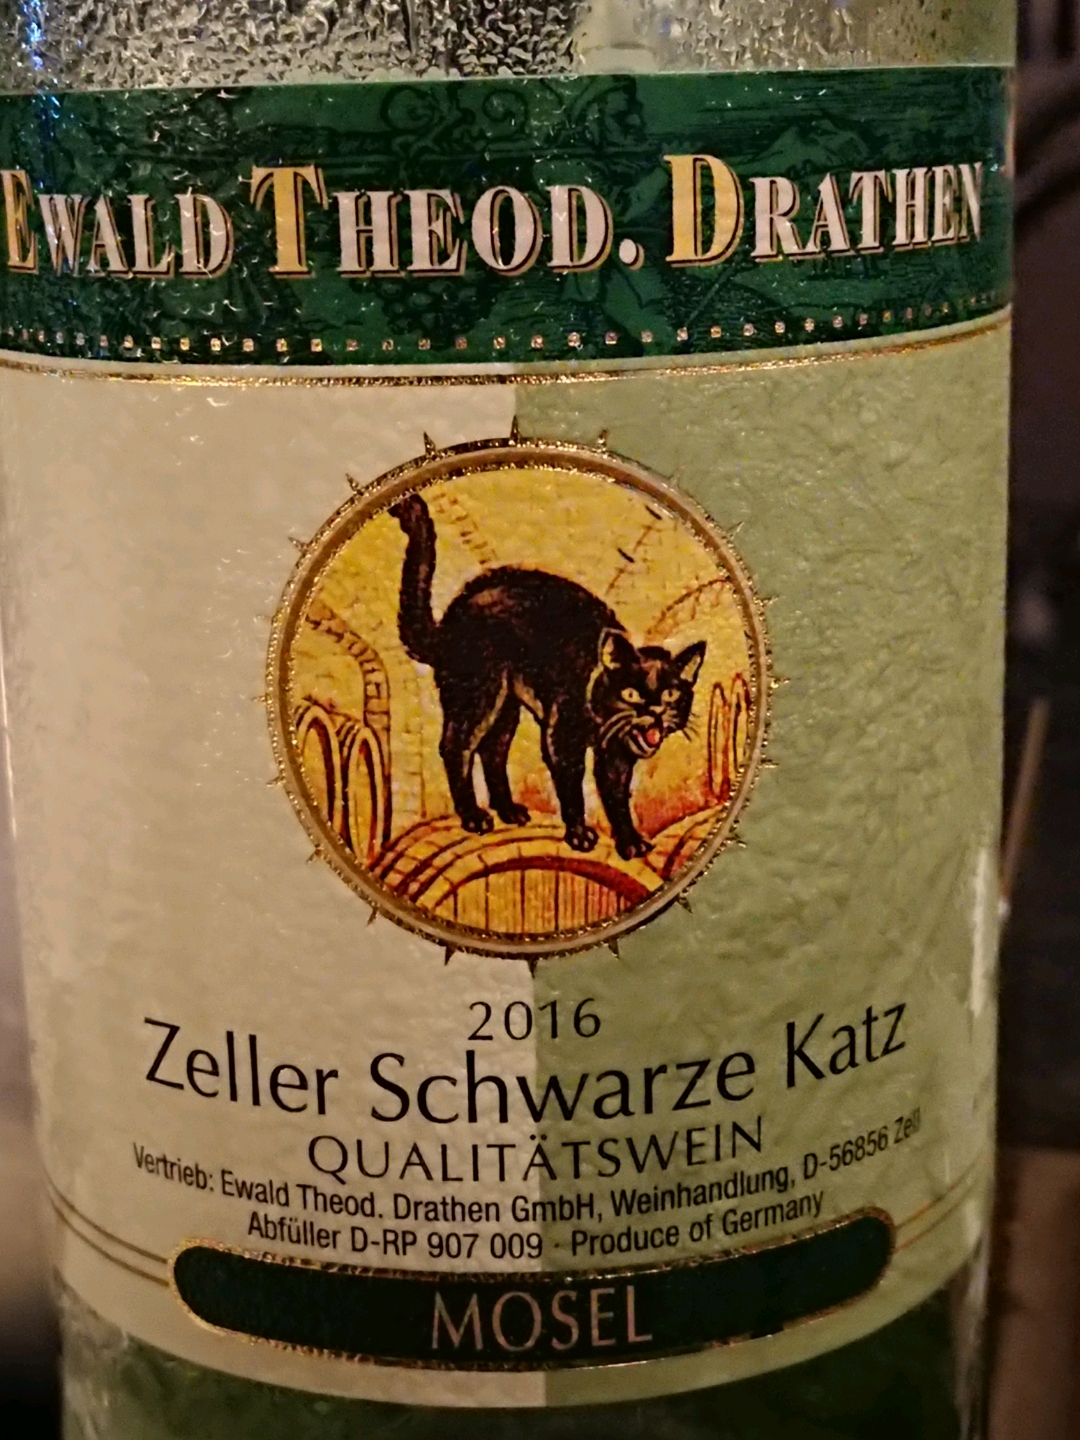 EWALD THEOD. DRATHEN
2016
Zeller Schwarze Katz
QUALITÄTSWEIN
Vertrieb: Ewald Theod. Drathen GmbH, Weinhandlung, D-56856 Zell
Abfüller D-RP 907 009 · Produce of Germany
MOSEL